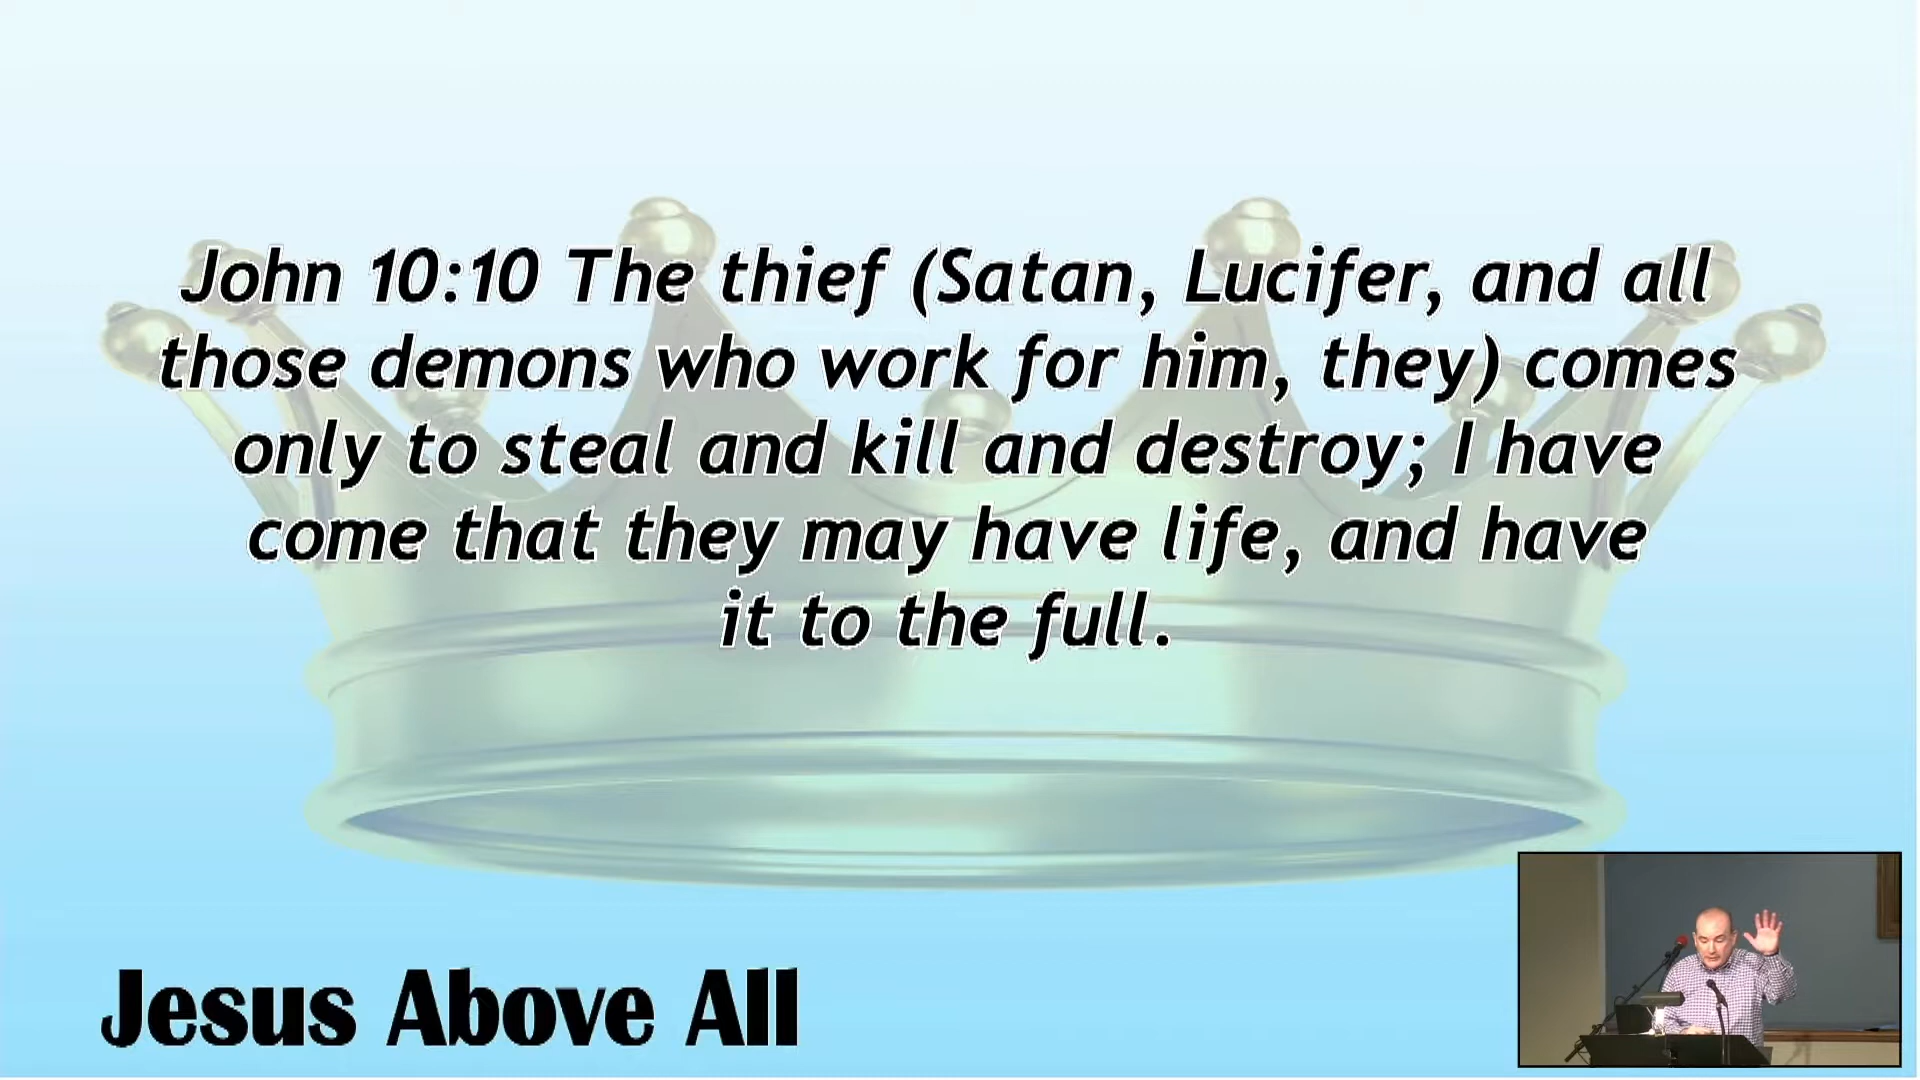 John 10:10 The thief (Satan, Lucifer, and all
those demons who work for him, they) comes
only to steal and kill and destroy; I have
come that they may have life, and have
it to the full.
Jesus Above All